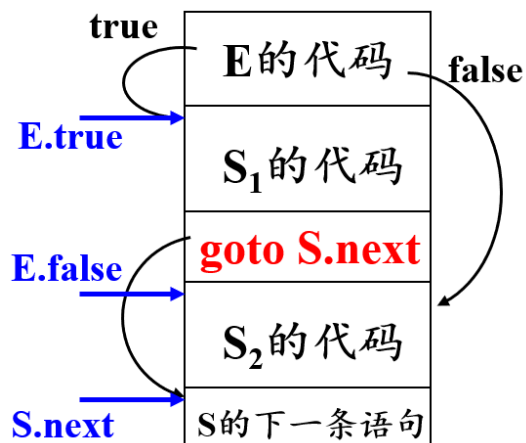 true
E的代码
false
E.true
S1的代码
goto S.next
E.false
S2的代码
S.next
S的下一条语句